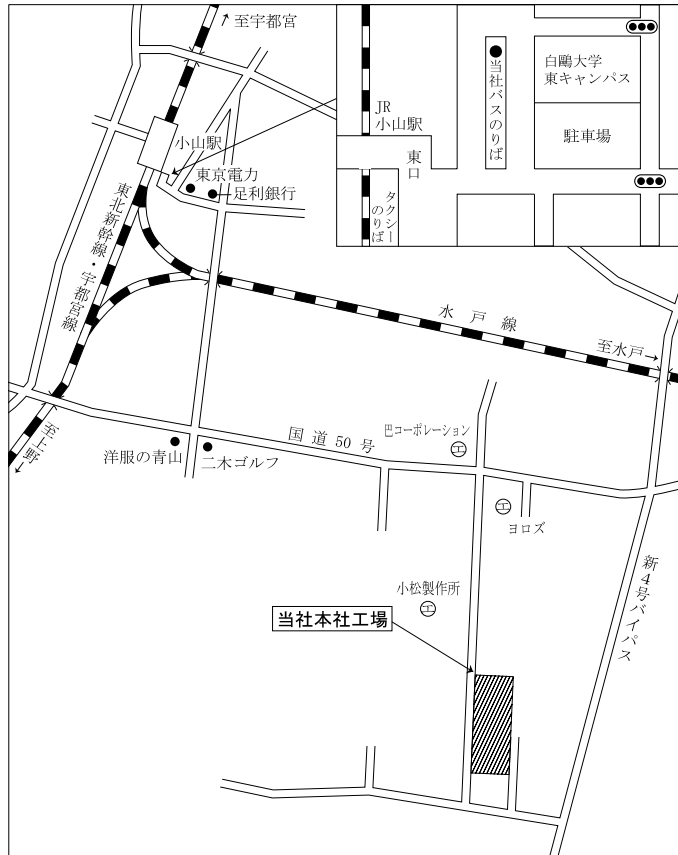 至宇都宮
小山駅
東京電力
足利銀行
東北新幹線・宇都宮線
JR
小山駅
東口
タクシー
のりば
当社バスのりば
白鷗大学
東キャンパス
駐車場
水戸線
至水戸→
至上野→
国道50号
洋服の青山
二木ゴルフ
巴コーポレーション
エ
エ
ヨロズ
小松製作所
エ
新4号バイパス
当社本社工場